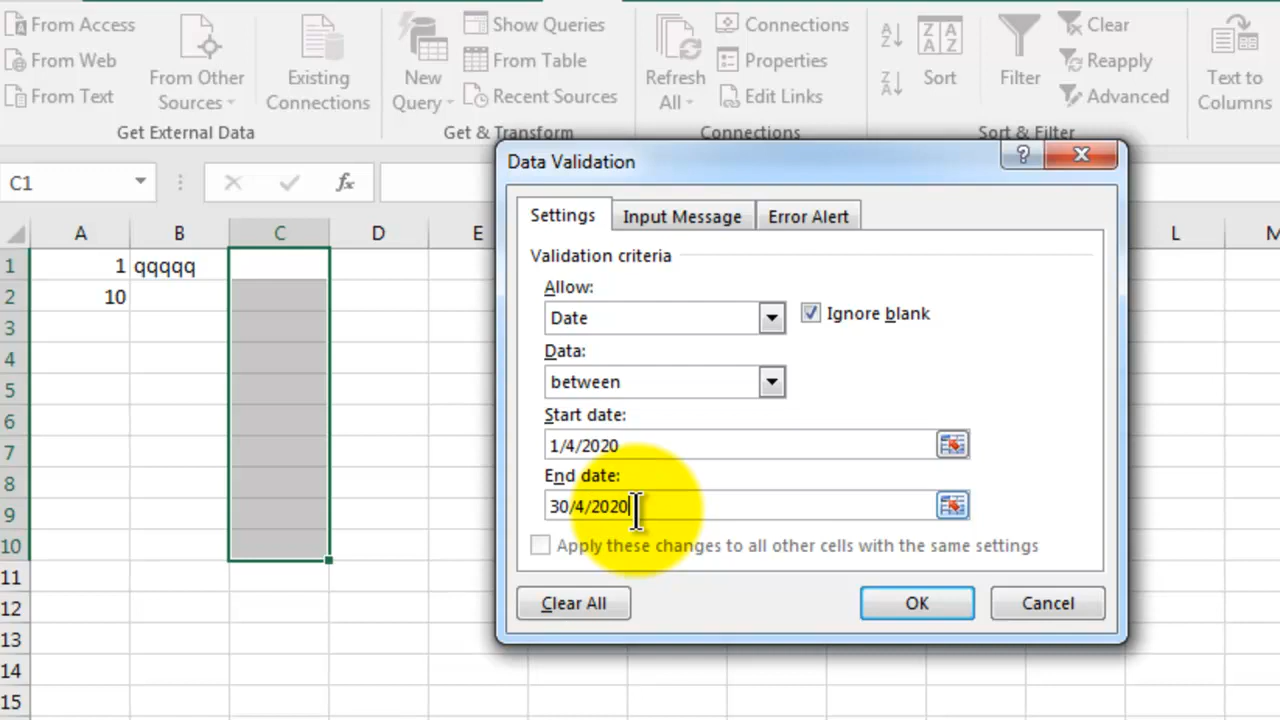 From Access
From Web
From Text
From Other
Sources
Existing
Connections
Get External Data
New
Query
Show Queries
From Table
Recent Sources
Get & Transform
Refresh
All
Connections
Properties
Edit Links
Connections
A
Z
Z
A
Z A
A Z
Sort
Filter
Clear
Reapply
Advanced
Sort & Filter
Text to
Columns
C1
fx
A B C D E L M
1 1 qqqqq
2 10
3
4
5
6
7
8
9
10
11
12
13
14
15
Data Validation
?
Settings Input Message Error Alert
Validation criteria
Allow:
Date
Ignore blank
Data:
between
Start date:
1/4/2020
End date:
30/4/2020
Apply these changes to all other cells with the same settings
Clear All OK Cancel